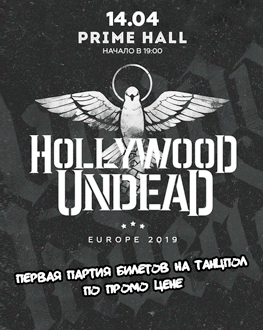 14.04
PRIME HALL
НАЧАЛО В 19:00
HOLLYWOOD
UNDEAD
EUROPE 2019
ПЕРВАЯ ПАРТИЯ БИЛЕТОВ НА ТАНЦПОЛ
ПО ПРОМО ЦЕНЕ